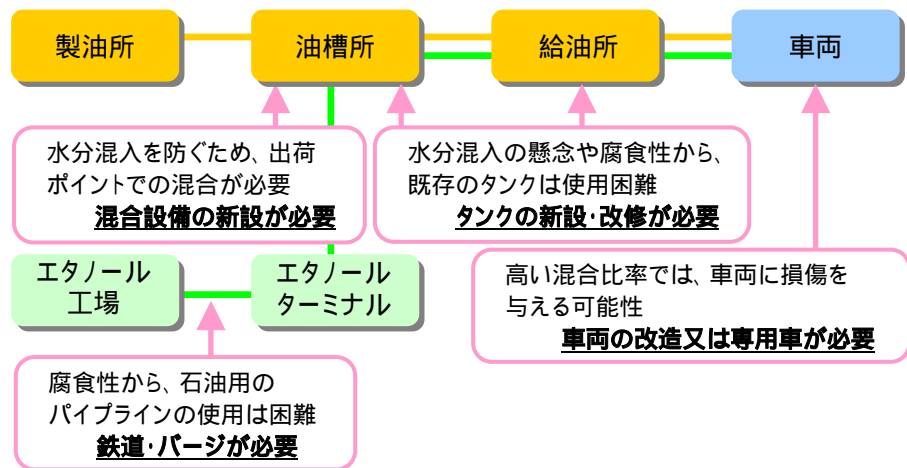 製油所
油槽所
給油所
車両
水分混入を防ぐため、出荷
ポイントでの混合が必要
混合設備の新設が必要
水分混入の懸念や腐食性から、
既存のタンクは使用困難
タンクの新設・改修が必要
エタノール
工場
エタノール
ターミナル
高い混合比率では、車両に損傷を
与える可能性
車両の改造又は専用車が必要
腐食性から、石油用の
パイプラインの使用は困難
鉄道・バージが必要